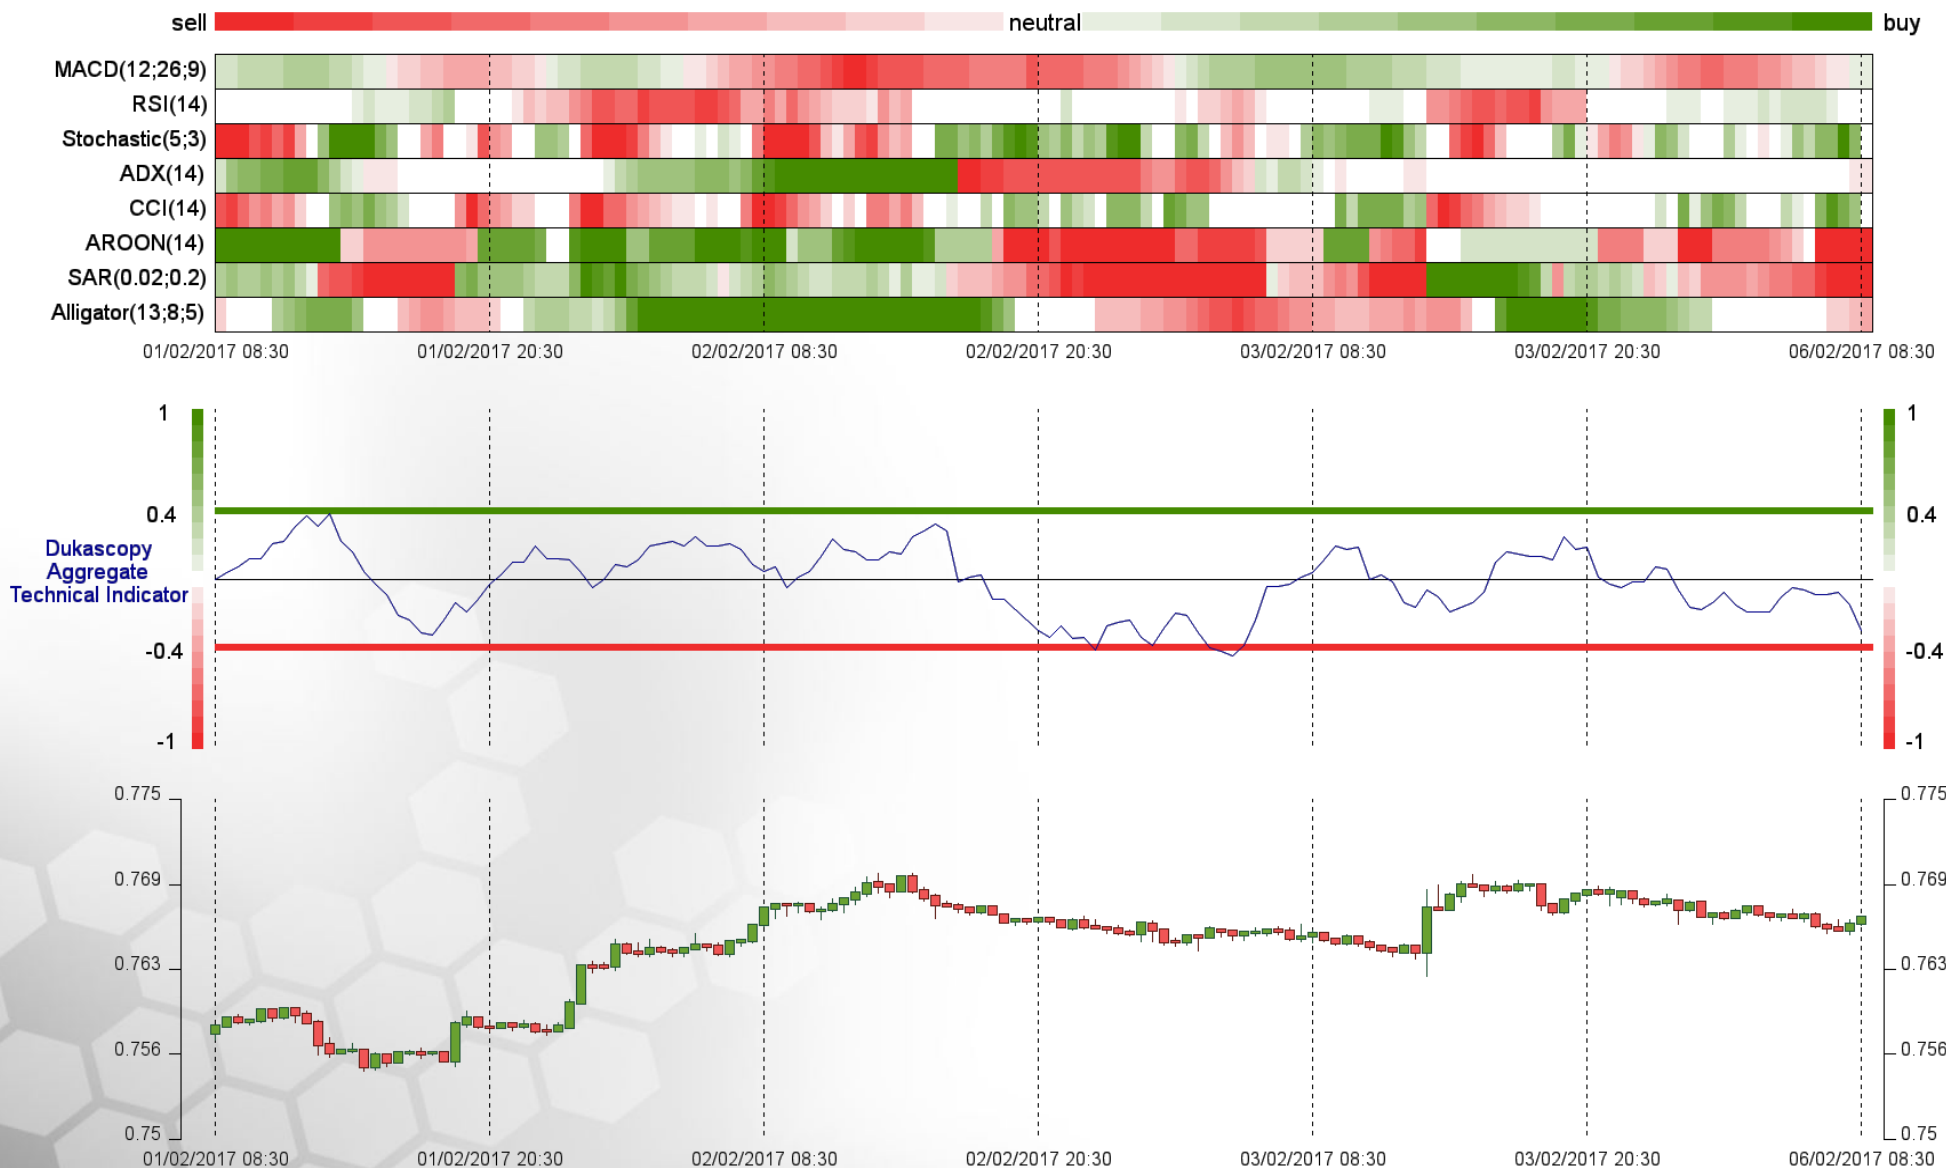 sell neutral buy
MACD(12;26;9)
RSI(14)
Stochastic(5;3)
ADX(14)
CCI(14)
AROON(14)
SAR(0.02;0.2)
Alligator(13;8;5)
01/02/2017 08:30 01/02/2017 20:30 02/02/2017 08:30 02/02/2017 20:30 03/02/2017 08:30 03/02/2017 20:30 06/02/2017 08:30
1 1
0.4 0.4
Dukascopy
Aggregate
Technical Indicator
-0.4 -0.4
-1 -1
0.775 0.775
0.769 0.769
0.763 0.763
0.756 0.756
0.75 0.75
01/02/2017 08:30 01/02/2017 20:30 02/02/2017 08:30 02/02/2017 20:30 03/02/2017 08:30 03/02/2017 20:30 06/02/2017 08:30